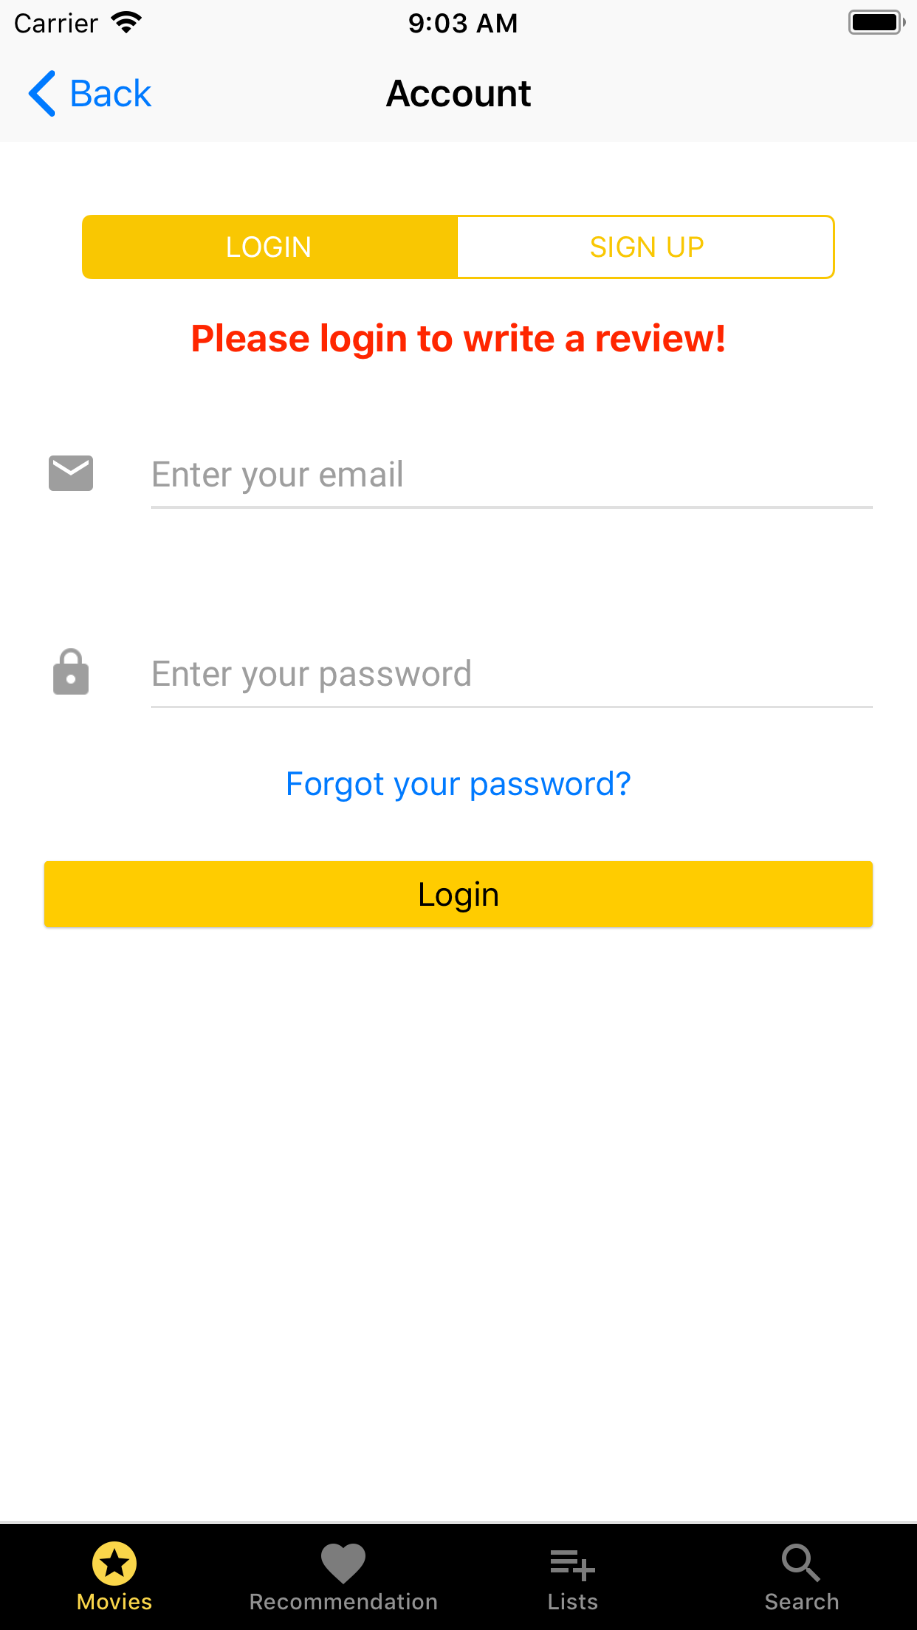 Carrier 9:03 AM
Back Account
LOGIN SIGN UP
Please login to write a review!
Enter your email
Enter your password
Forgot your password?
Login
Movies Recommendation Lists Search